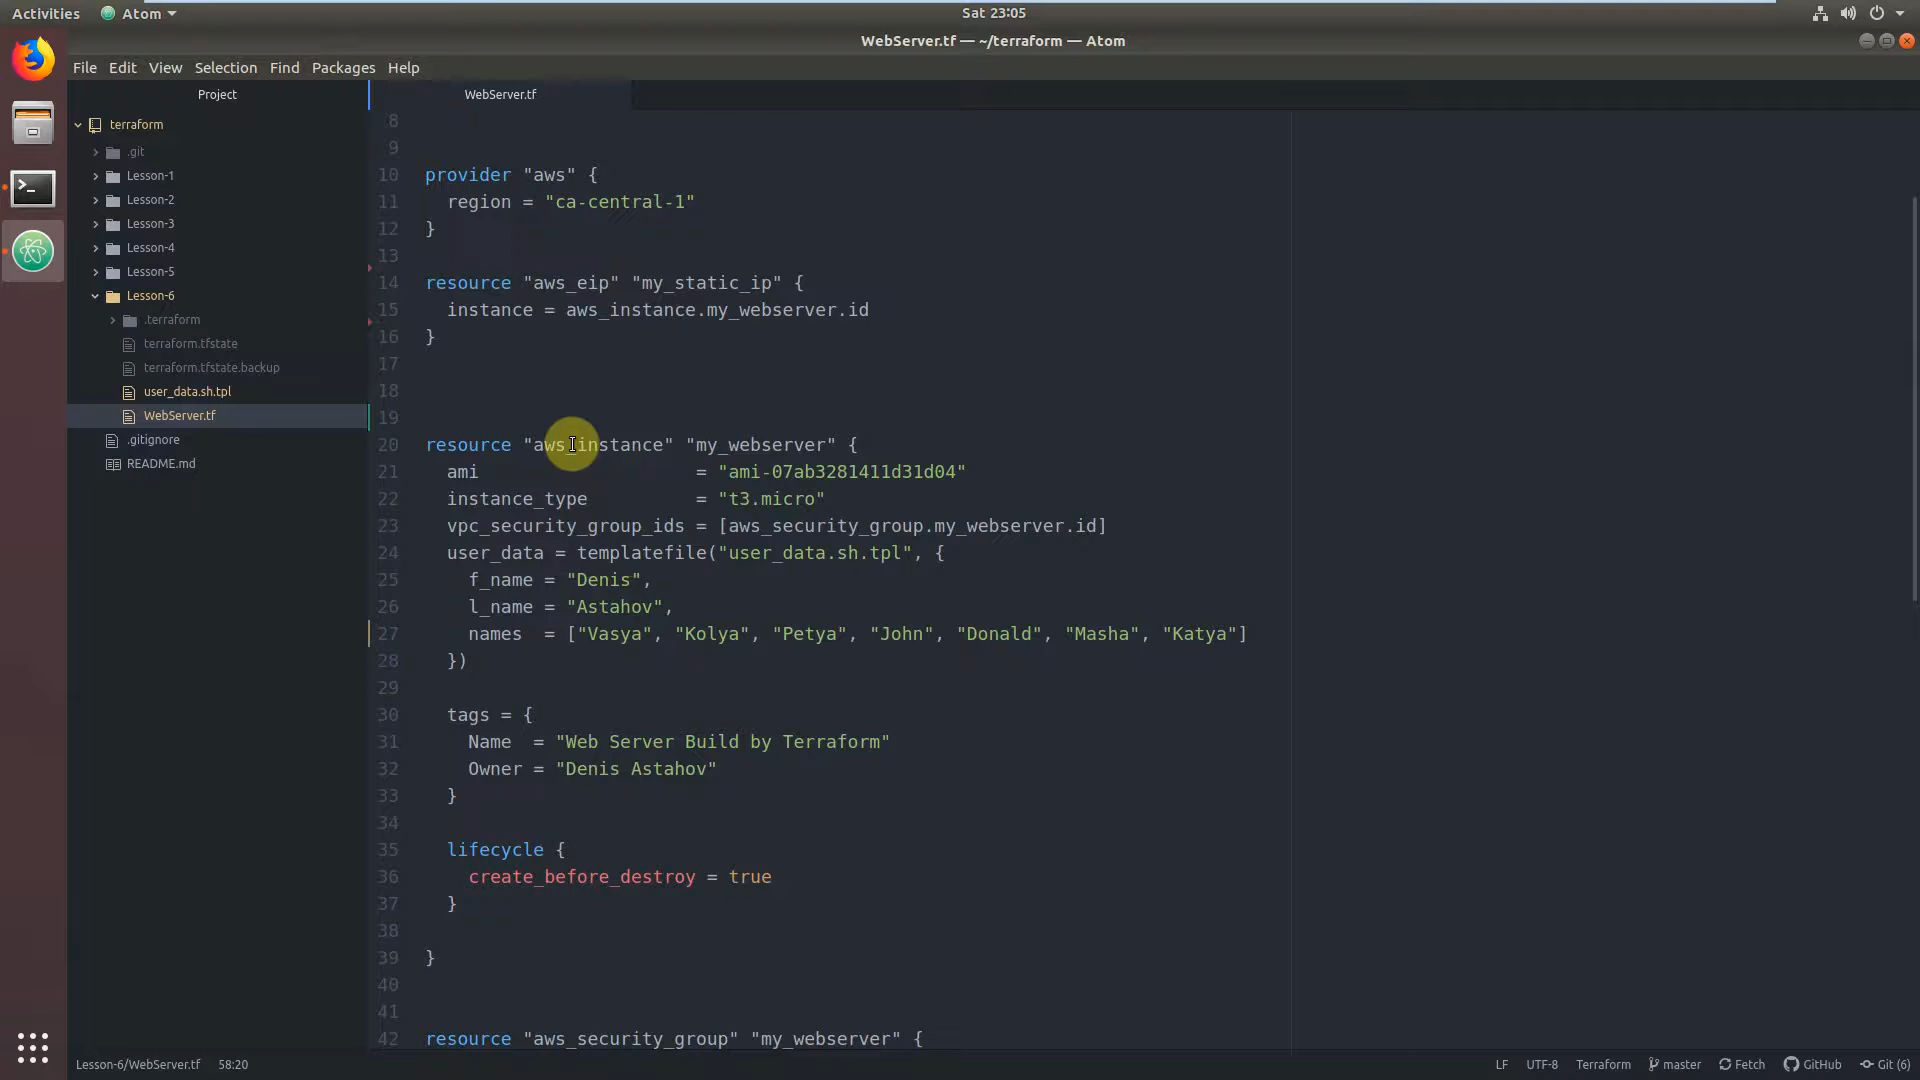 Activities Atom Sat 23:05
WebServer.tf — ~/terraform — Atom
File Edit View Selection Find Packages Help
Project
WebServer.tf
terraform
.git
Lesson-1
Lesson-2
Lesson-3
Lesson-4
Lesson-5
Lesson-6
.terraform
terraform.tfstate
terraform.tfstate.backup
user_data.sh.tpl
WebServer.tf
.gitignore
README.md
8
9
10 provider "aws" {
11   region = "ca-central-1"
12 }
13
14 resource "aws_eip" "my_static_ip" {
15   instance = aws_instance.my_webserver.id
16 }
17
18
19
20 resource "aws_instance" "my_webserver" {
21   ami                    = "ami-07ab3281411d31d04"
22   instance_type          = "t3.micro"
23   vpc_security_group_ids = [aws_security_group.my_webserver.id]
24   user_data = templatefile("user_data.sh.tpl", {
25     f_name = "Denis",
26     l_name = "Astahov",
27     names  = ["Vasya", "Kolya", "Petya", "John", "Donald", "Masha", "Katya"]
28   })
29
30   tags = {
31     Name  = "Web Server Build by Terraform"
32     Owner = "Denis Astahov"
33   }
34
35   lifecycle {
36     create_before_destroy = true
37   }
38
39 }
40
41
42 resource "aws_security_group" "my_webserver" {
Lesson-6/WebServer.tf 58:20 LF UTF-8 Terraform master Fetch GitHub Git (6)